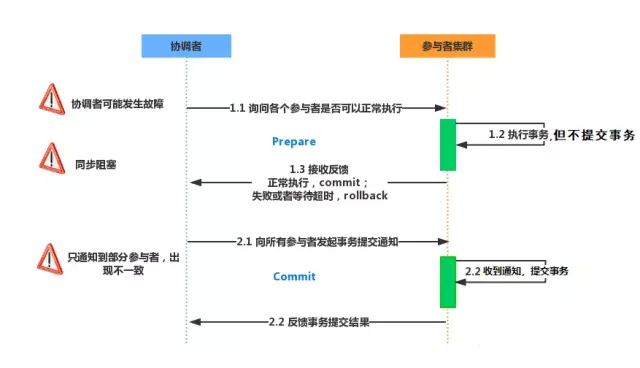 协调者
参与者集群
协调者可能发生故障
1.1 询问各个参与者是否可以正常执行
Prepare
1.2 执行事务,但不提交事务
同步阻塞
1.3 接收反馈
正常执行，commit；
失败或者等待超时，rollback
只通知到部分参与者，出
现不一致
2.1 向所有参与者发起事务提交通知
Commit
2.2 收到通知，提交事务
2.2 反馈事务提交结果